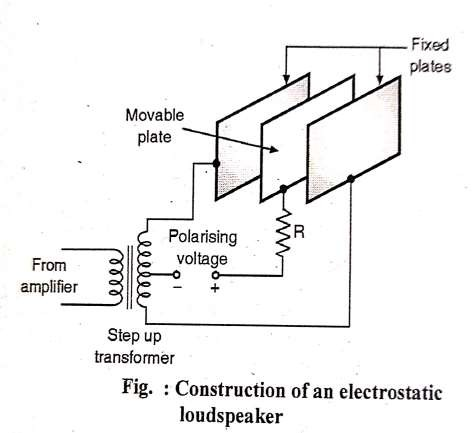 Fixed
plates
Movable
plate
R
Polarising
voltage
- +
From
amplifier
Step up
transformer
Fig. : Construction of an electrostatic
loudspeaker